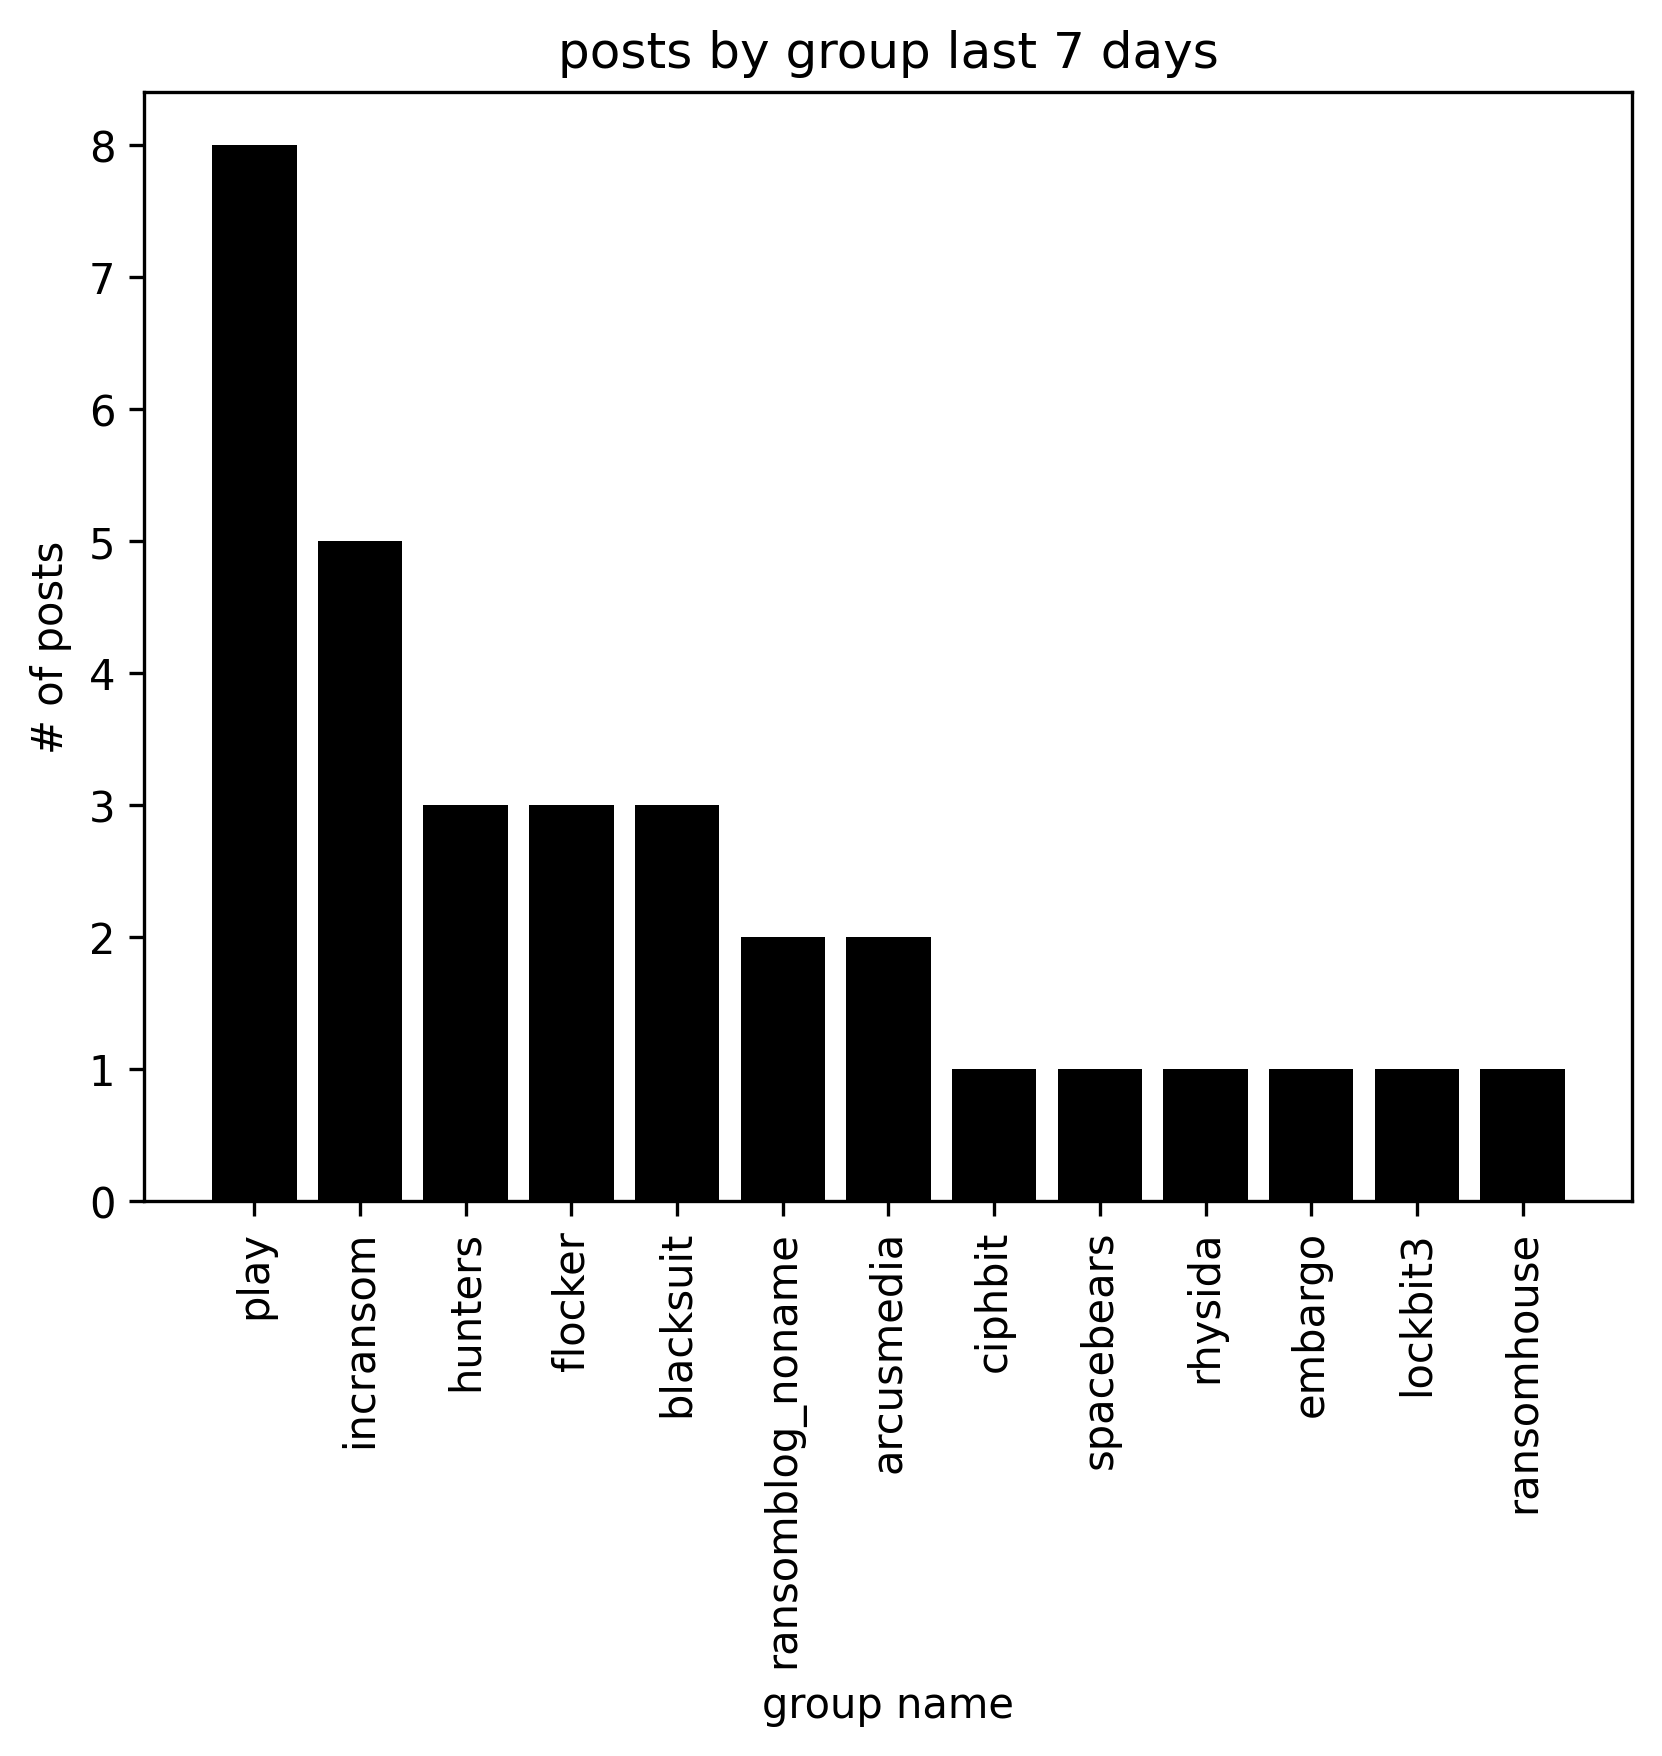 posts by group last 7 days
# of posts
8
7
6
5
4
3
2
1
0
play
incransom
hunters
flocker
blacksuit
ransomblog_noname
arcusmedia
ciphbit
spacebears
rhysida
embargo
lockbit3
ransomhouse
group name